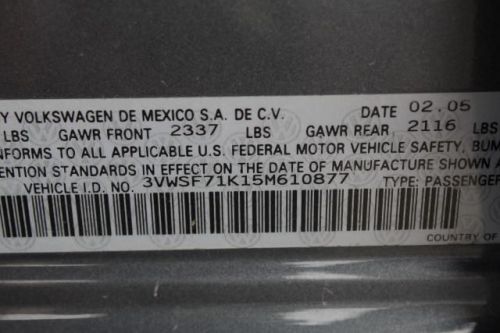 Y VOLKSWAGEN DE MEXICO S.A. DE C.V. DATE 02.05
LBS GAWR FRONT 2337 LBS GAWR REAR 2116 LBS
NFORMS TO ALL APPLICABLE U.S. FEDERAL MOTOR VEHICLE SAFETY, BUM
ENTION STANDARDS IN EFFECT ON THE DATE OF MANUFACTURE SHOWN A
VEHICLE I.D. NO. 3VWSF71K15M610877 TYPE: PASSENGER
COUNTRY OF